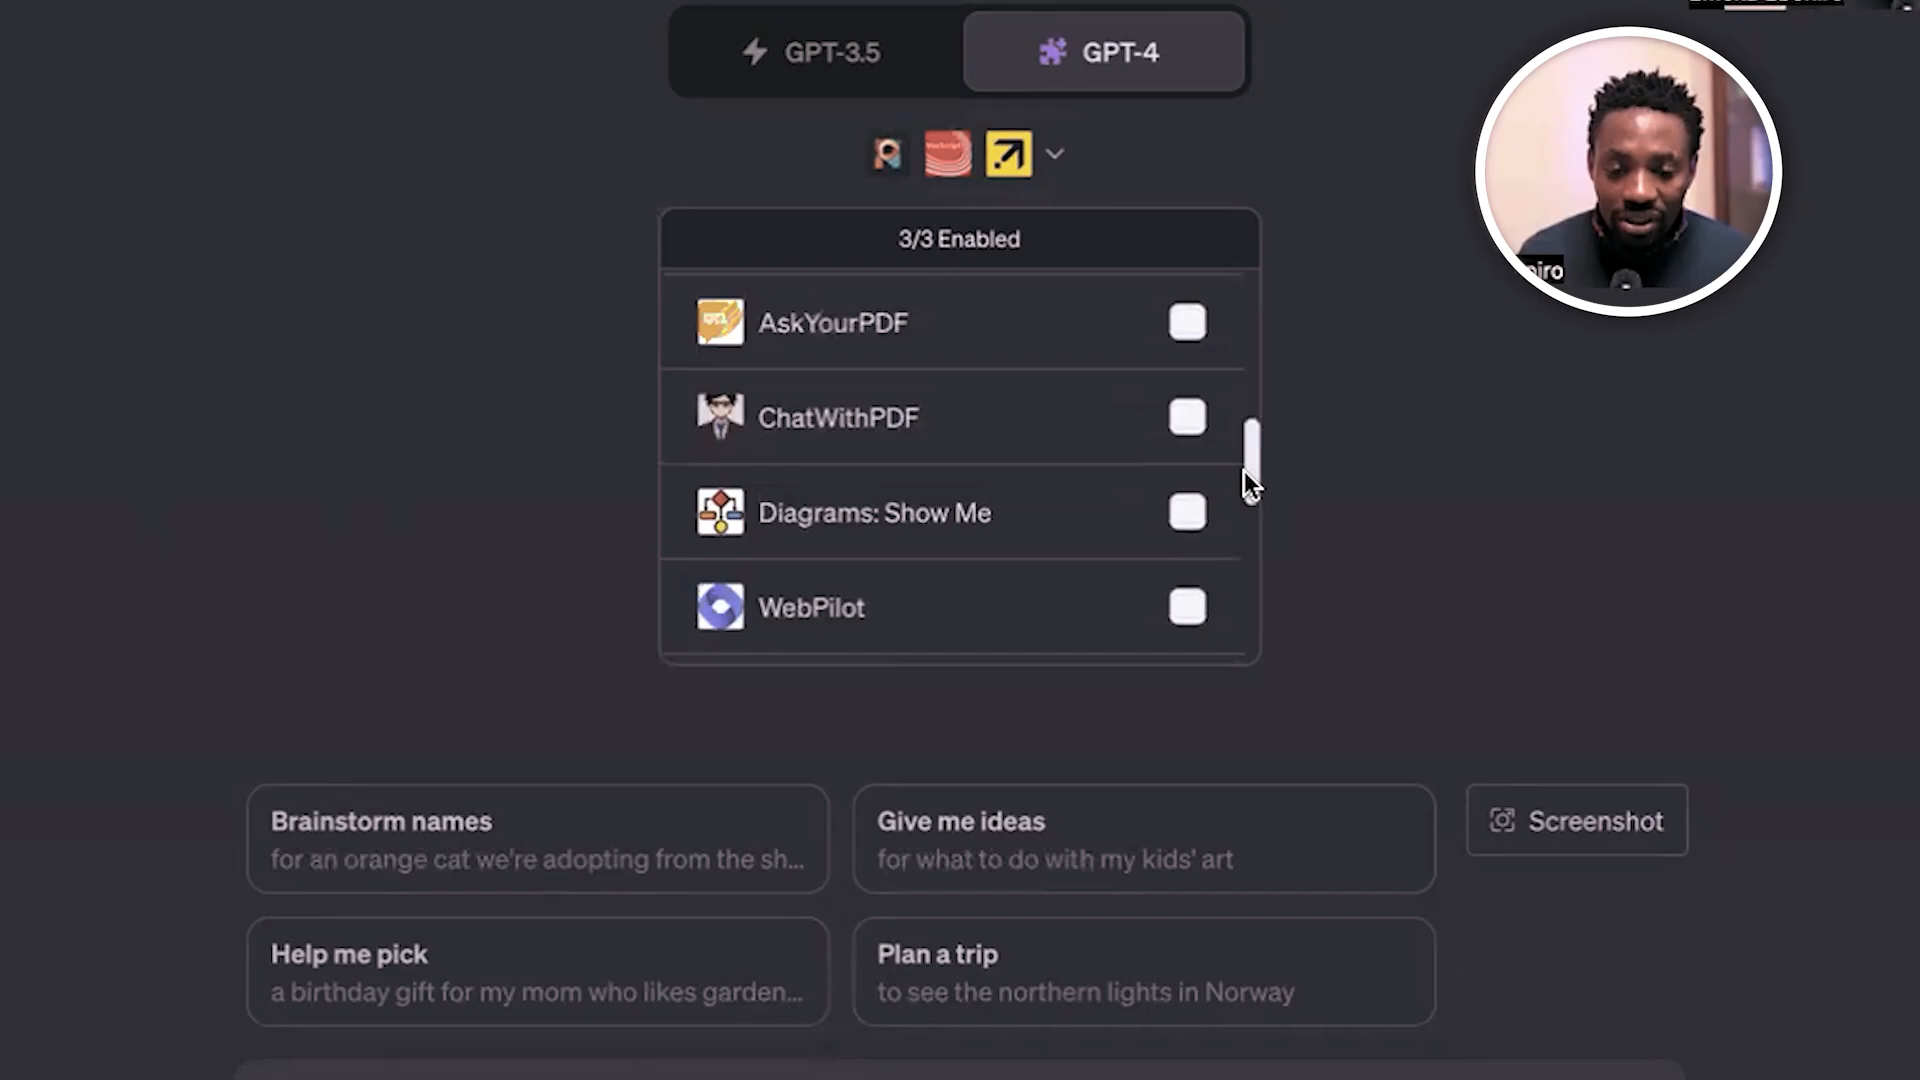 GPT-3.5
GPT-4
3/3 Enabled
AskYourPDF
ChatWithPDF
Diagrams: Show Me
WebPilot
Brainstorm names
for an orange cat we're adopting from the sh...
Give me ideas
for what to do with my kids' art
Screenshot
Help me pick
a birthday gift for my mom who likes garden...
Plan a trip
to see the northern lights in Norway